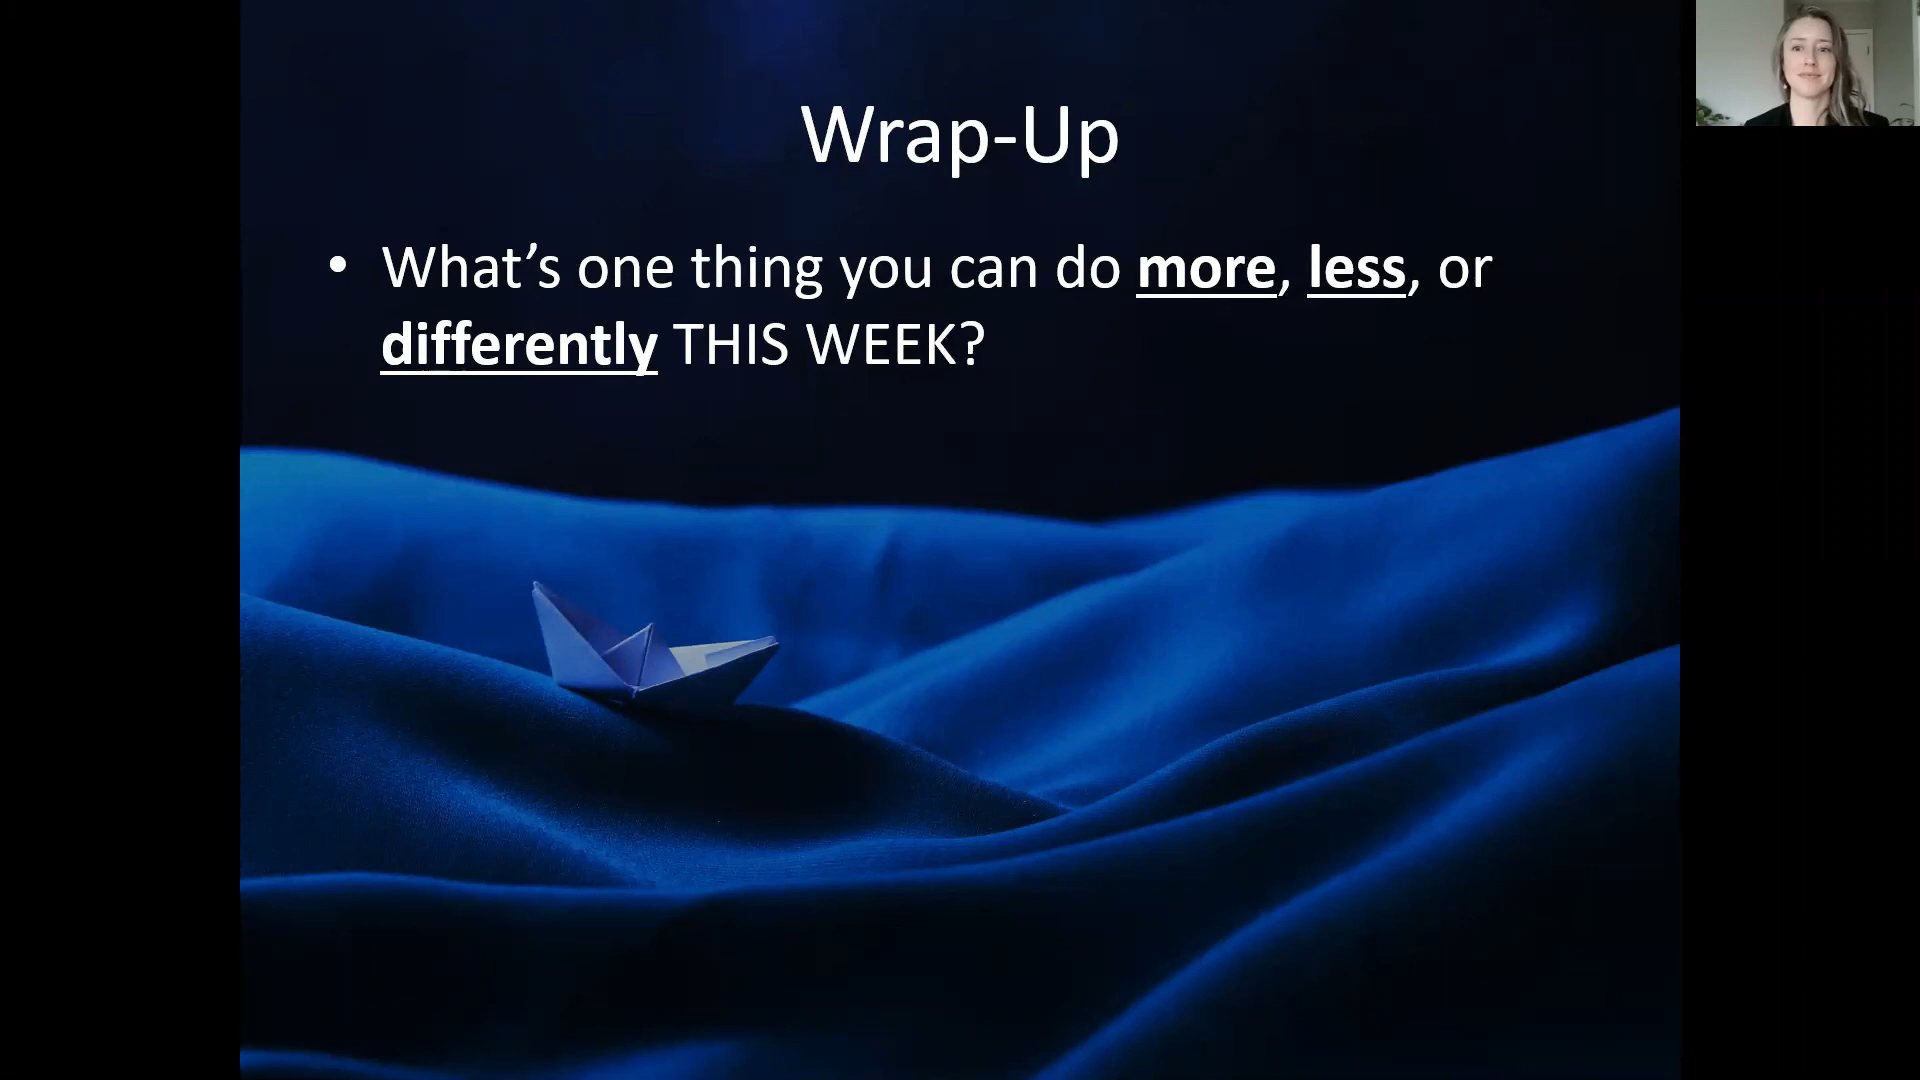 Wrap-Up
• What’s one thing you can do more, less, or
differently THIS WEEK?